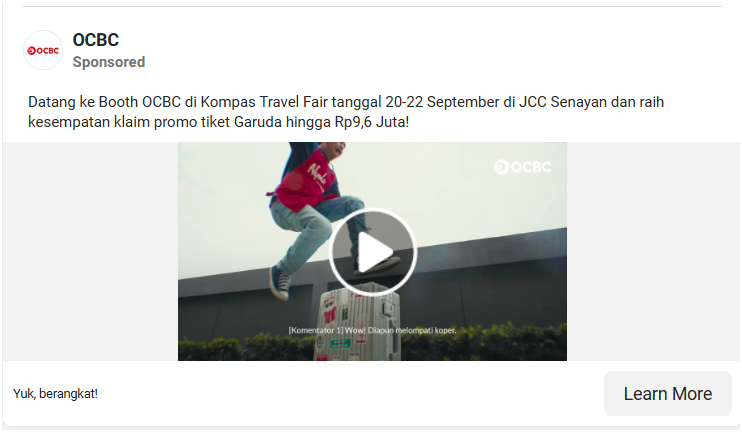 OCBC
OCBC
Sponsored
Datang ke Booth OCBC di Kompas Travel Fair tanggal 20-22 September di JCC Senayan dan raih
kesempatan klaim promo tiket Garuda hingga Rp9,6 Juta!
OCBC
Nyala
[Komentator 1] Wow! Diapun melompati koper.
Yuk, berangkat!
Learn More